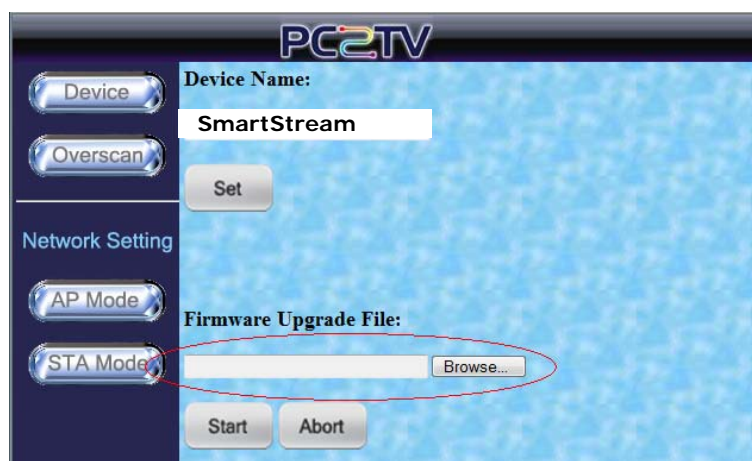 PC2TV
Device
Overscan
Network Setting
AP Mode
STA Mode
Device Name:
SmartStream
Set
Firmware Upgrade File:
Browse...
Start
Abort